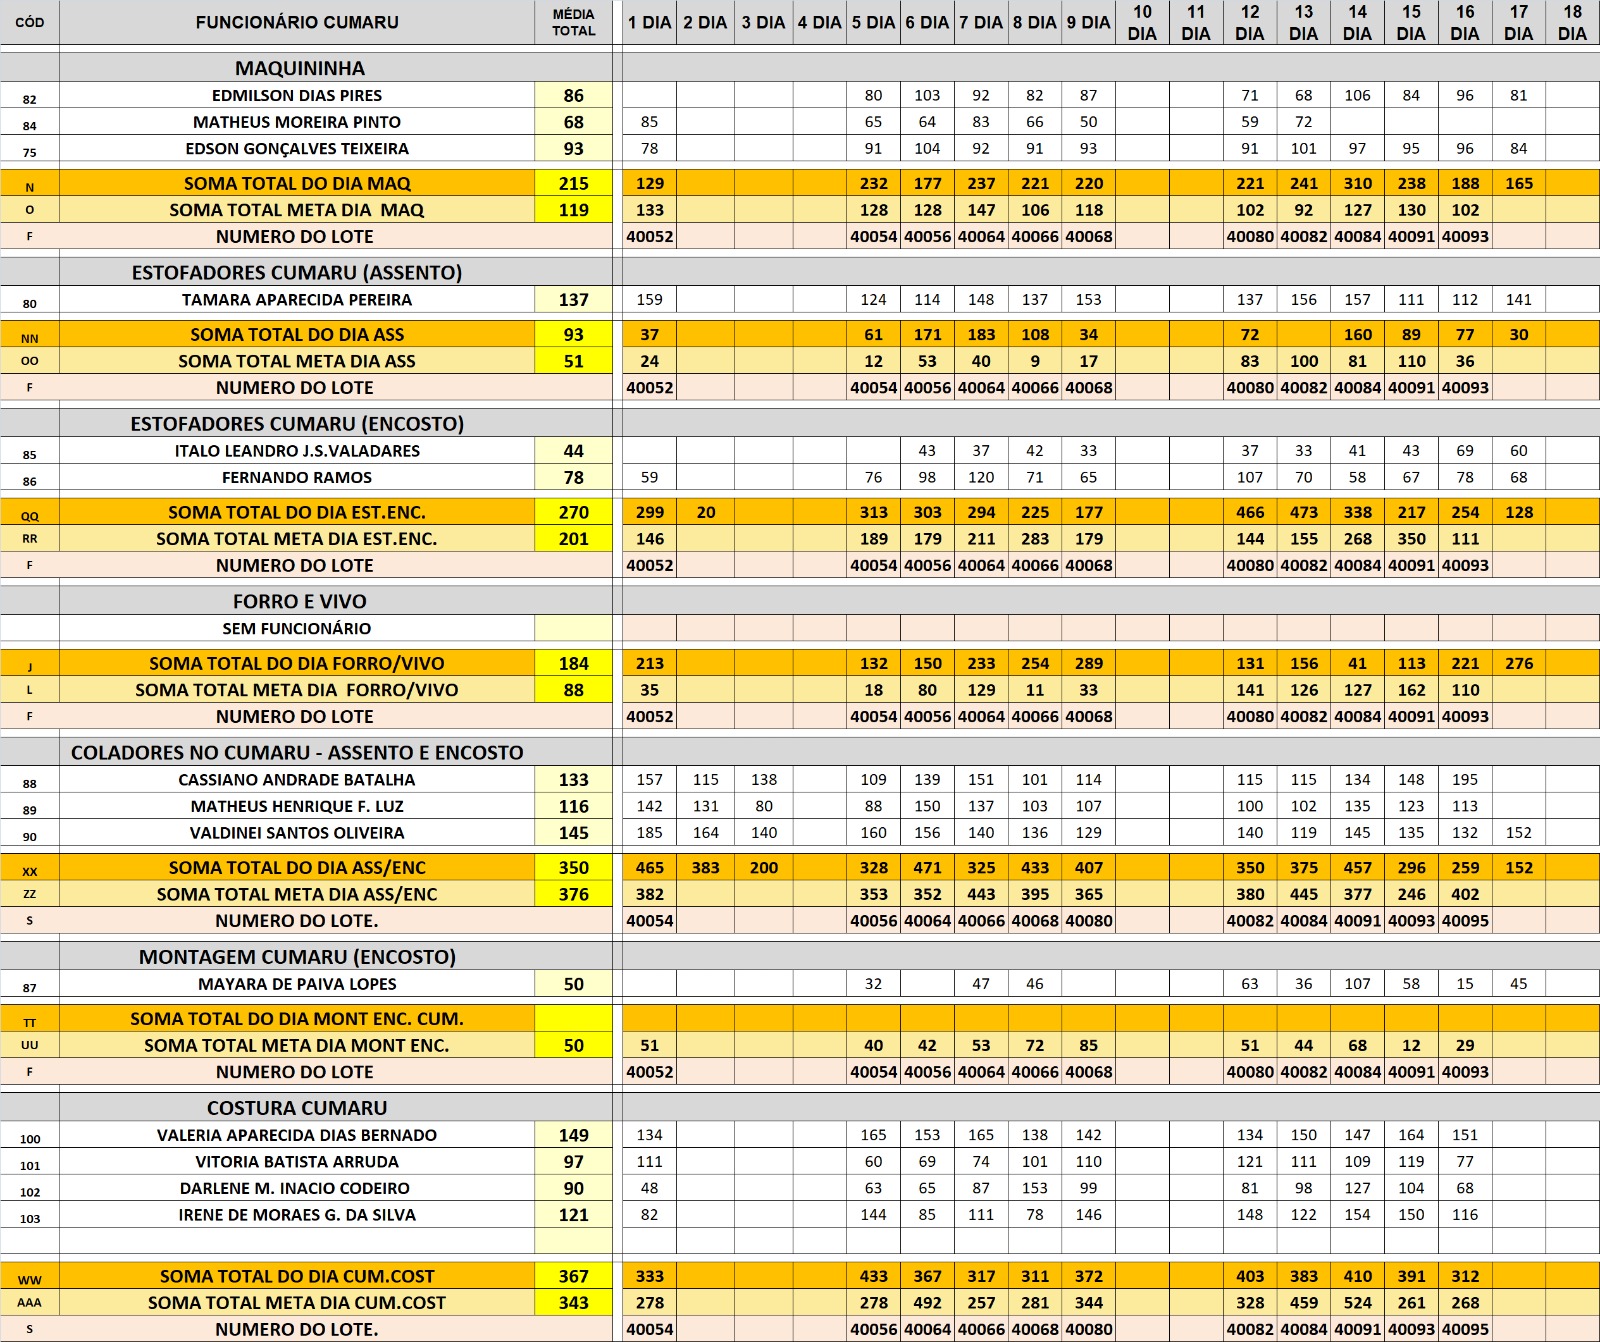 CÓD FUNCIONÁRIO CUMARU MÉDIA TOTAL 1 DIA 2 DIA 3 DIA 4 DIA 5 DIA 6 DIA 7 DIA 8 DIA 9 DIA 10 DIA 11 DIA 12 DIA 13 DIA 14 DIA 15 DIA 16 DIA 17 DIA 18 DIA
MAQUININHA
82 EDMILSON DIAS PIRES 86 80 103 92 82 87 71 68 106 84 96 81
84 MATHEUS MOREIRA PINTO 68 85 65 64 83 66 50 59 72
75 EDSON GONÇALVES TEIXEIRA 93 78 91 104 92 91 93 91 101 97 95 96 84
N SOMA TOTAL DO DIA MAQ 215 129 232 177 237 221 220 221 241 310 238 188 165
O SOMA TOTAL META DIA MAQ 119 133 128 128 147 106 118 102 92 127 130 102
F NUMERO DO LOTE 40052 40054 40056 40064 40066 40068 40080 40082 40084 40091 40093
ESTOFADORES CUMARU (ASSENTO)
80 TAMARA APARECIDA PEREIRA 137 159 124 114 148 137 153 137 156 157 111 112 141
NN SOMA TOTAL DO DIA ASS 93 37 61 171 183 108 34 72 160 89 77 30
OO SOMA TOTAL META DIA ASS 51 24 12 53 40 9 17 83 100 81 110 36
F NUMERO DO LOTE 40052 40054 40056 40064 40066 40068 40080 40082 40084 40091 40093
ESTOFADORES CUMARU (ENCOSTO)
85 ITALO LEANDRO J.S.VALADARES 44 43 37 42 33 37 33 41 43 69 60
86 FERNANDO RAMOS 78 59 76 98 120 71 65 107 70 58 67 78 68
QQ SOMA TOTAL DO DIA EST.ENC. 270 299 20 313 303 294 225 177 466 473 338 217 254 128
RR SOMA TOTAL META DIA EST.ENC. 201 146 189 179 211 283 179 144 155 268 350 111
F NUMERO DO LOTE 40052 40054 40056 40064 40066 40068 40080 40082 40084 40091 40093
FORRO E VIVO
SEM FUNCIONÁRIO
J SOMA TOTAL DO DIA FORRO/VIVO 184 213 132 150 233 254 289 131 156 41 113 221 276
L SOMA TOTAL META DIA FORRO/VIVO 88 35 18 80 129 11 33 141 126 127 162 110
F NUMERO DO LOTE 40052 40054 40056 40064 40066 40068 40080 40082 40084 40091 40093
COLADORES NO CUMARU - ASSENTO E ENCOSTO
88 CASSIANO ANDRADE BATALHA 133 157 115 138 109 139 151 101 114 115 115 134 148 195
89 MATHEUS HENRIQUE F. LUZ 116 142 131 80 88 150 137 103 107 100 102 135 123 113
90 VALDINEI SANTOS OLIVEIRA 145 185 164 140 160 156 140 136 129 140 119 145 135 132 152
XX SOMA TOTAL DO DIA ASS/ENC 350 465 383 200 328 471 325 433 407 350 375 457 296 259 152
ZZ SOMA TOTAL META DIA ASS/ENC 376 382 353 352 443 395 365 380 445 377 246 402
S NUMERO DO LOTE. 40054 40056 40064 40066 40068 40080 40082 40084 40091 40093 40095
MONTAGEM CUMARU (ENCOSTO)
87 MAYARA DE PAIVA LOPES 50 32 47 46 63 36 107 58 15 45
TT SOMA TOTAL DO DIA MONT ENC. CUM.
UU SOMA TOTAL META DIA MONT ENC. 50 51 40 42 53 72 85 51 44 68 12 29
F NUMERO DO LOTE 40052 40054 40056 40064 40066 40068 40080 40082 40084 40091 40093
COSTURA CUMARU
100 VALERIA APARECIDA DIAS BERNADO 149 134 165 153 165 138 142 134 150 147 164 151
101 VITORIA BATISTA ARRUDA 97 111 60 69 74 101 110 121 111 109 119 77
102 DARLENE M. INACIO CODEIRO 90 48 63 65 87 153 99 81 98 127 104 68
103 IRENE DE MORAES G. DA SILVA 121 82 144 85 111 78 146 148 122 154 150 116
WW SOMA TOTAL DO DIA CUM.COST 367 333 433 367 317 311 372 403 383 410 391 312
AAA SOMA TOTAL META DIA CUM.COST 343 278 278 492 257 281 344 328 459 524 261 268
S NUMERO DO LOTE. 40054 40056 40064 40066 40068 40080 40082 40084 40091 40093 40095